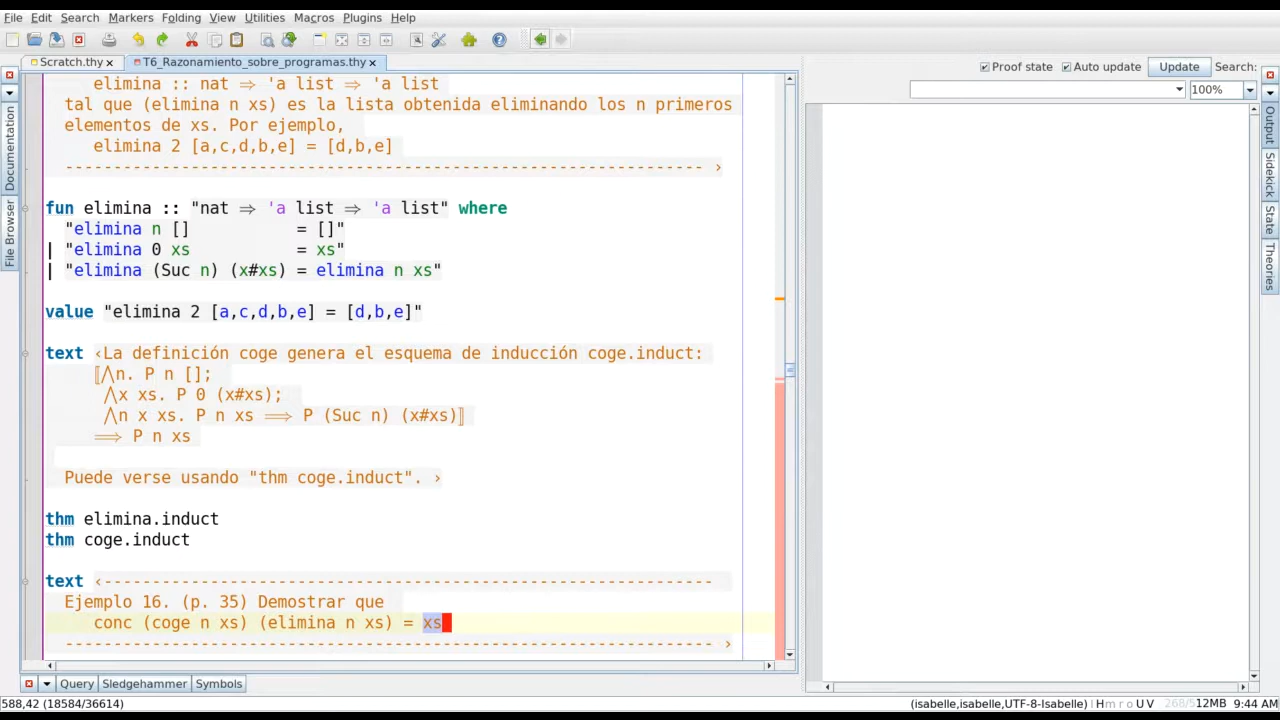 File Edit Search Markers Folding View Utilities Macros Plugins Help
Scratch.thy T6_Razonamiento_sobre_programas.thy
Proof state Auto update Update Search:
100%
Documentation
File Browser
Output
Sidekick
State
Theories
elimina :: nat ⇒ 'a list ⇒ 'a list
tal que (elimina n xs) es la lista obtenida eliminando los n primeros
elementos de xs. Por ejemplo,
elimina 2 [a,c,d,b,e] = [d,b,e]
------------------------------------------------------------------ ›
fun elimina :: "nat ⇒ 'a list ⇒ 'a list" where
"elimina n [] = []"
| "elimina 0 xs = xs"
| "elimina (Suc n) (x#xs) = elimina n xs"
value "elimina 2 [a,c,d,b,e] = [d,b,e]"
text ‹La definición coge genera el esquema de inducción coge.induct:
⟦⋀n. P n [];
⋀x xs. P 0 (x#xs);
⋀n x xs. P n xs ⟹ P (Suc n) (x#xs)⟧
⟹ P n xs
Puede verse usando "thm coge.induct". ›
thm elimina.induct
thm coge.induct
text ‹---------------------------------------------------------------
Ejemplo 16. (p. 35) Demostrar que
conc (coge n xs) (elimina n xs) = xs
------------------------------------------------------------------- ›
Query Sledgehammer Symbols
588,42 (18584/36614) (isabelle,isabelle,UTF-8-Isabelle) | H m r o U V 268/512MB 9:44 AM